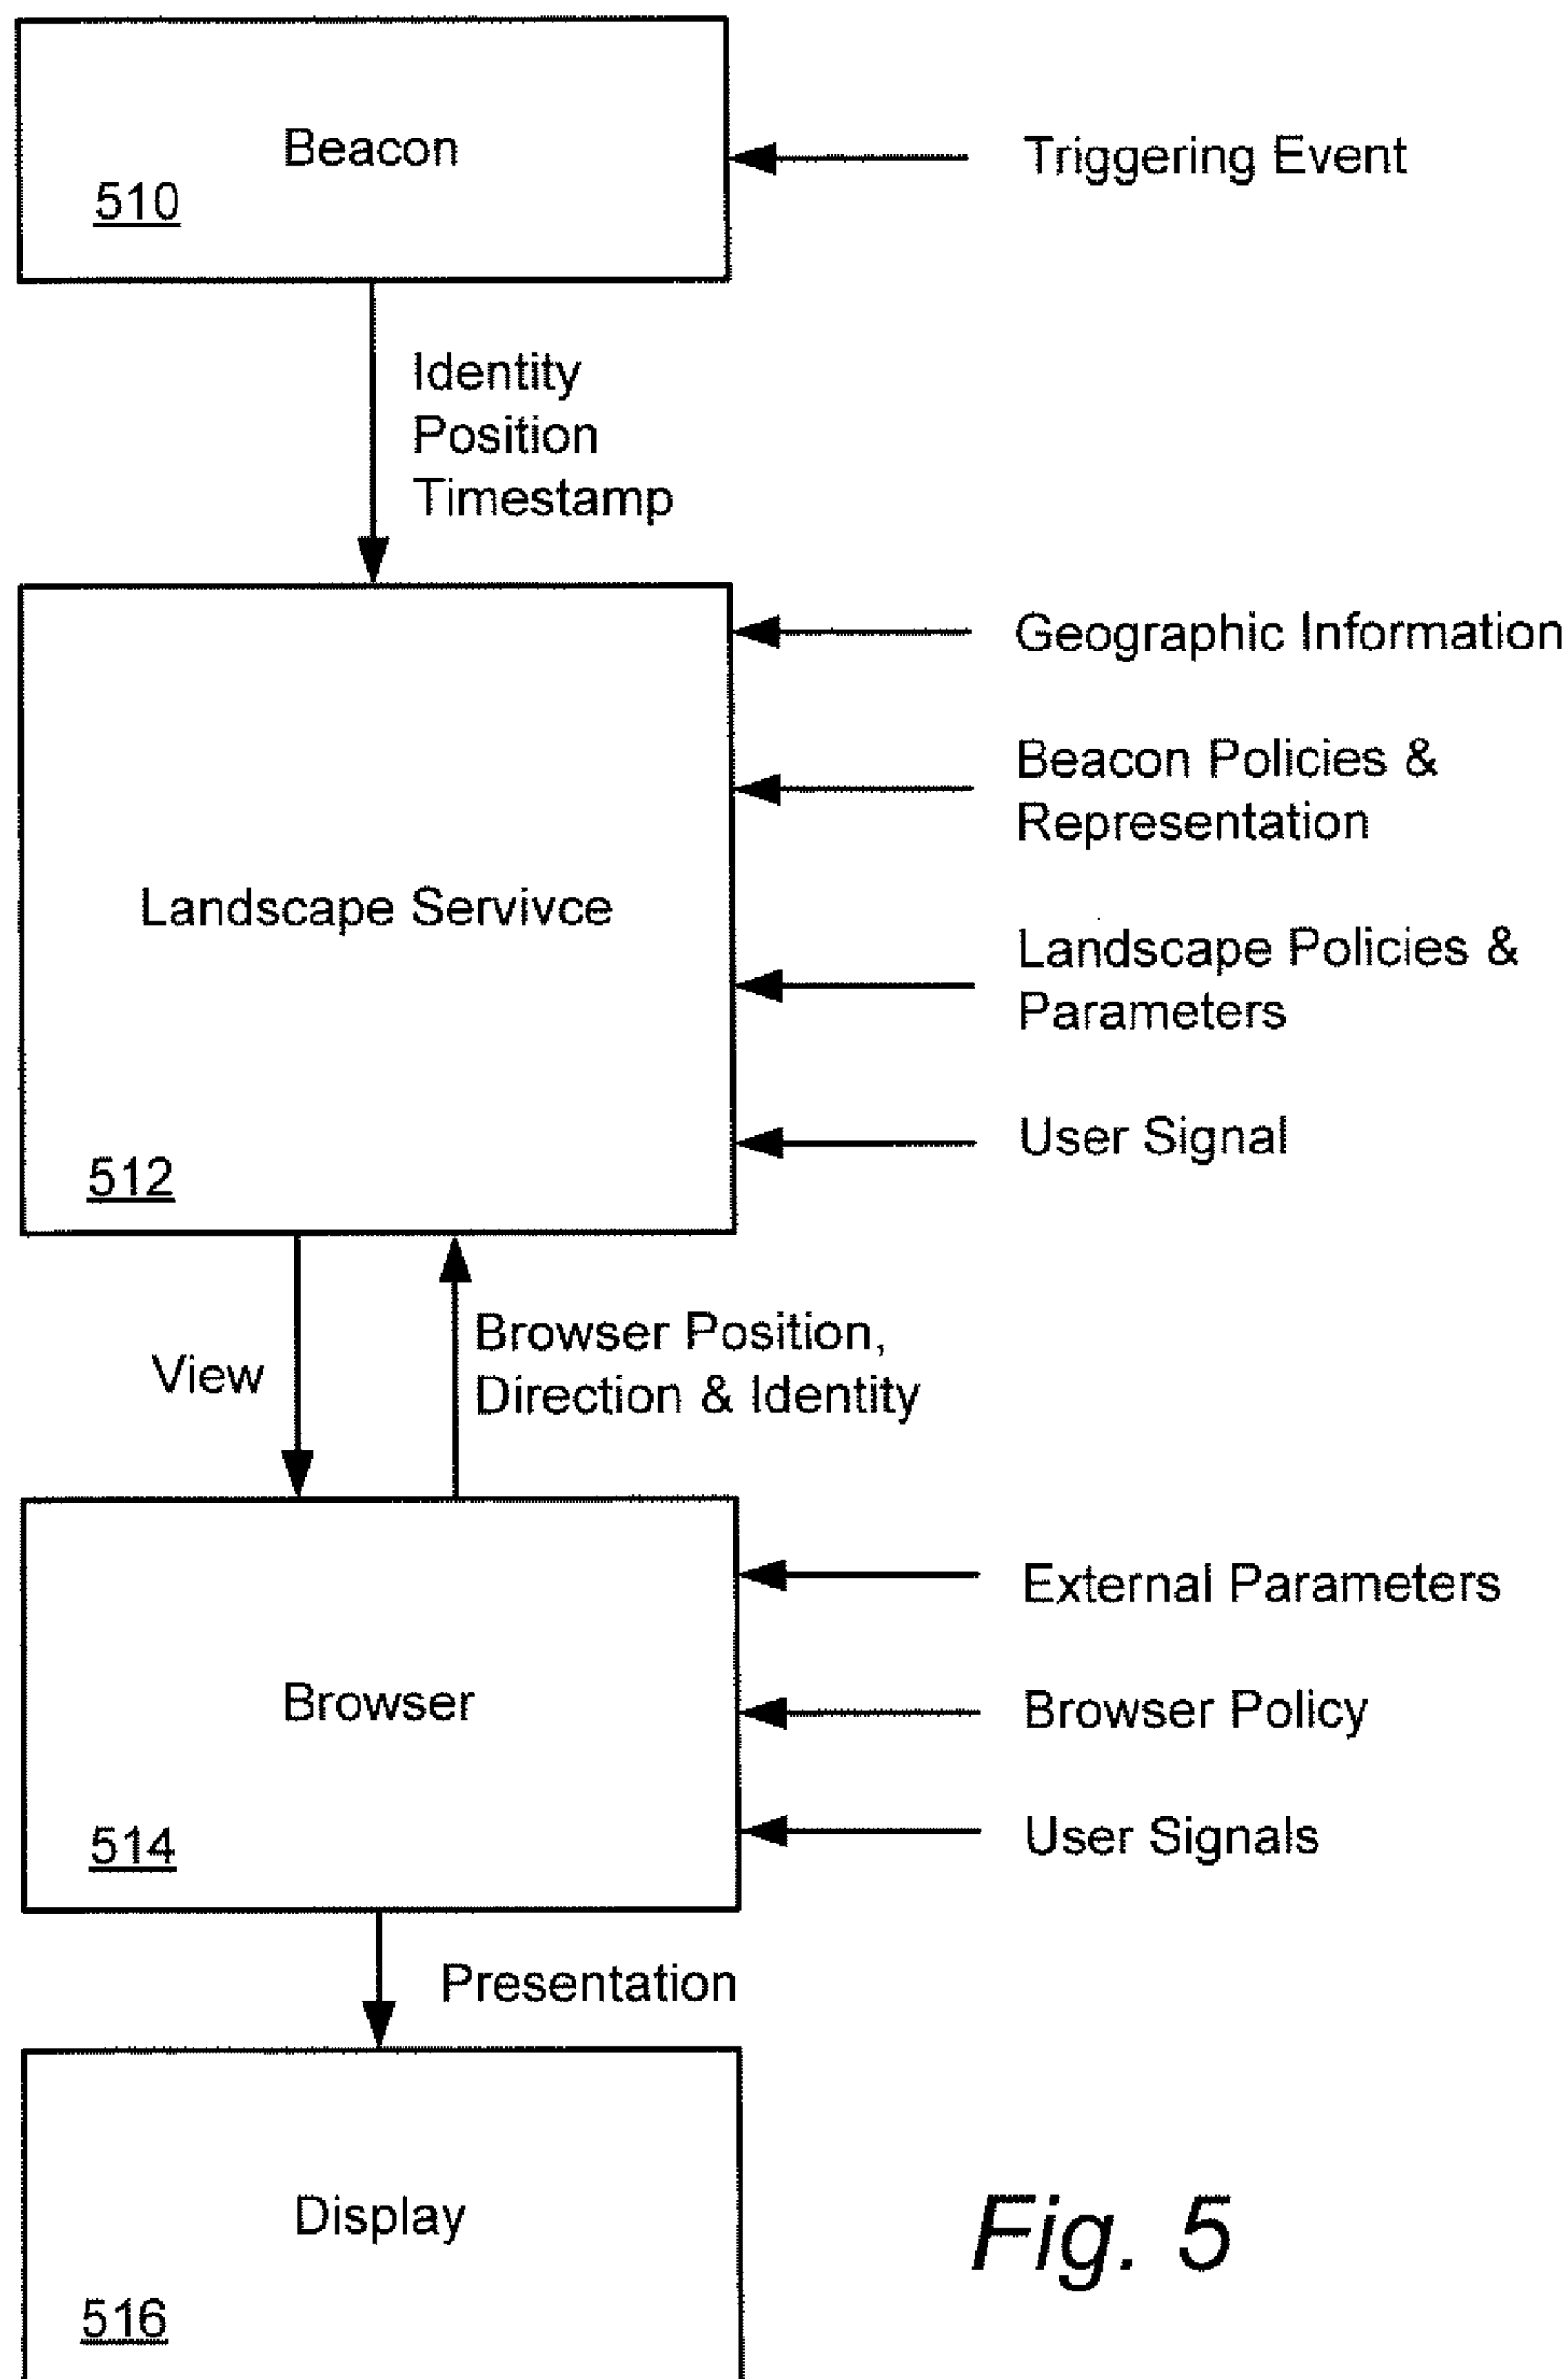 Beacon
510
Triggering Event
Identity
Position
Timestamp
Geographic Information
Beacon Policies &
Representation
Landscape Servivce
Landscape Policies &
Parameters
User Signal
512
View
Browser Position,
Direction & Identity
External Parameters
Browser
Browser Policy
User Signals
514
Presentation
Display
516
Fig. 5